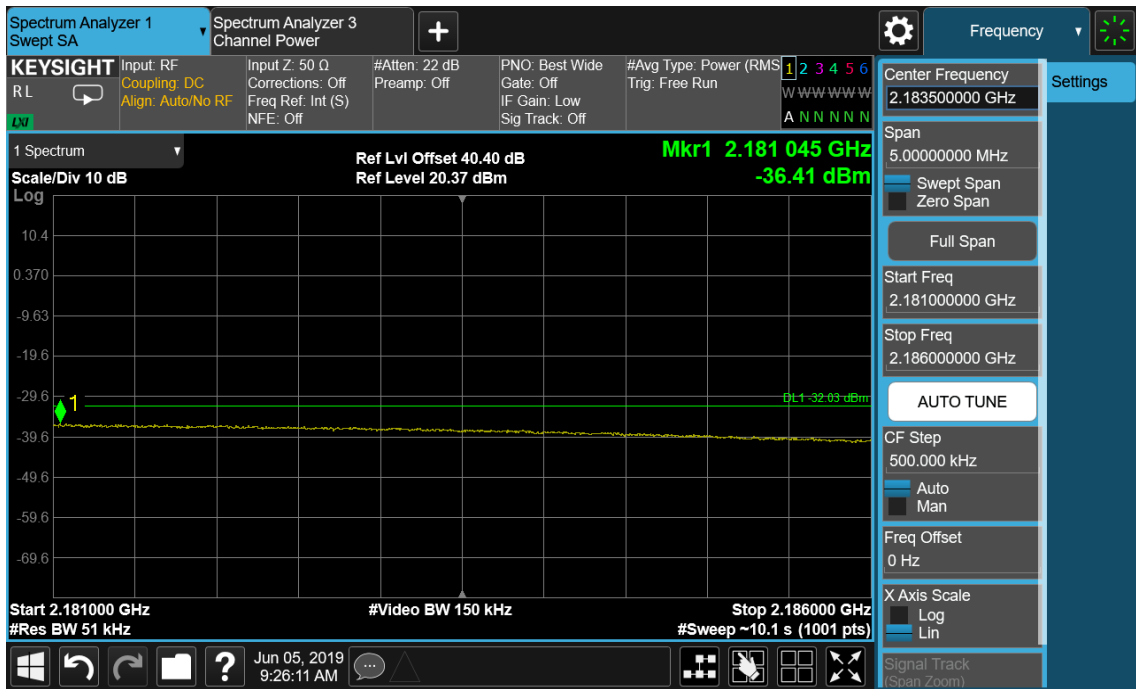 Spectrum Analyzer 1
Swept SA
Spectrum Analyzer 3
Channel Power
Frequency
KEYSIGHT
R L
LXI
Input: RF
Coupling: DC
Align: Auto/No RF
Input Z: 50 Ω
Corrections: Off
Freq Ref: Int (S)
NFE: Off
#Atten: 22 dB
Preamp: Off
PNO: Best Wide
Gate: Off
IF Gain: Low
Sig Track: Off
#Avg Type: Power (RMS
Trig: Free Run
1 2 3 4 5 6
W W W W W W
A N N N N N
1 Spectrum
Scale/Div 10 dB
Ref Lvl Offset 40.40 dB
Ref Level 20.37 dBm
Mkr1 2.181 045 GHz
-36.41 dBm
Log
10.4
0.370
-9.63
-19.6
-29.6
-39.6
-49.6
-59.6
-69.6
1
DL1 -32.03 dBm
Start 2.181000 GHz
#Res BW 51 kHz
#Video BW 150 kHz
Stop 2.186000 GHz
#Sweep ~10.1 s (1001 pts)
Center Frequency
2.183500000 GHz
Span
5.00000000 MHz
Swept Span
Zero Span
Full Span
Start Freq
2.181000000 GHz
Stop Freq
2.186000000 GHz
AUTO TUNE
CF Step
500.000 kHz
Auto
Man
Freq Offset
0 Hz
X Axis Scale
Log
Lin
Signal Track
(Span Zoom)
Settings
?
Jun 05, 2019
9:26:11 AM